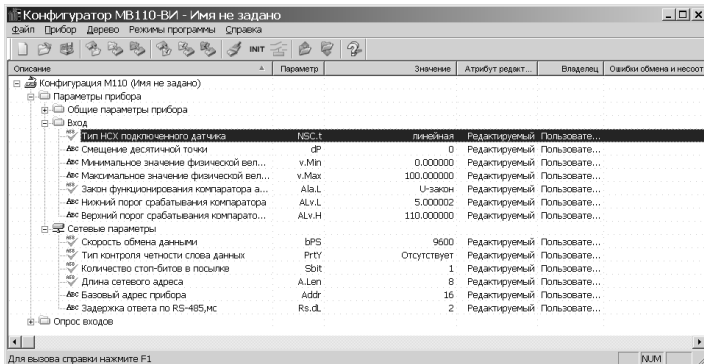 Конфигуратор МВ110-ВИ - Имя не задано
Файл Прибор Дерево Режимы программы Справка
INIT
Описание Параметр Значение Атрибут редакт... Владелец Ошибки обмена и несоот
Конфигурация М110 (Имя не задано)
Параметры прибора
Общие параметры прибора
Вход
Тип НСХ подключенного датчика NSC.t линейная Редактируемый Пользовате...
Смещение десятичной точки dP 0 Редактируемый Пользовате...
Минимальное значение физической вел... v.Min 0.000000 Редактируемый Пользовате...
Максимальное значение физической вел... v.Max 100.000000 Редактируемый Пользовате...
Закон функционирования компаратора а... Ala.L U-закон Редактируемый Пользовате...
Нижний порог срабатывания компаратора ALv.L 5.000002 Редактируемый Пользовате...
Верхний порог срабатывания компарато... ALv.H 110.000000 Редактируемый Пользовате...
Сетевые параметры
Скорость обмена данными bPS 9600 Редактируемый Пользовате...
Тип контроля четности слова данных PrtY Отсутствует Редактируемый Пользовате...
Количество стоп-битов в посылке Sbit 1 Редактируемый Пользовате...
Длина сетевого адреса A.Len 8 Редактируемый Пользовате...
Базовый адрес прибора Addr 16 Редактируемый Пользовате...
Задержка ответа по RS-485,мс Rs.dL 2 Редактируемый Пользовате...
Опрос входов
Для вызова справки нажмите F1 NUM